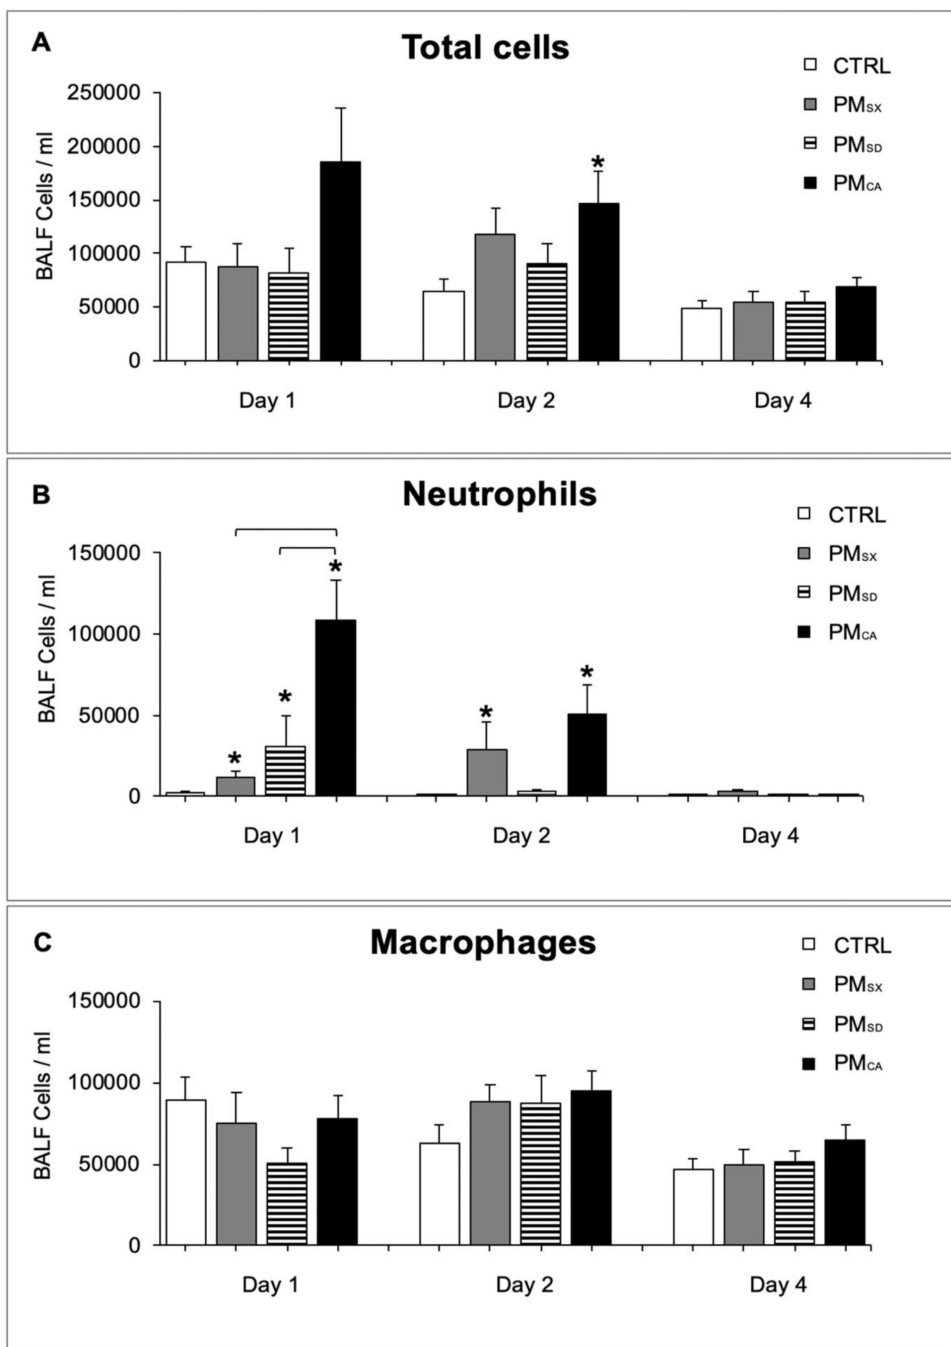 A
Total cells
CTRL
PMSX
PMSD
PMCA
BALF Cells / ml
250000
200000
150000
100000
50000
0
*
Day 1
Day 2
Day 4
B
Neutrophils
CTRL
PMSX
PMSD
PMCA
BALF Cells / ml
150000
100000
50000
0
* * * * *
Day 1
Day 2
Day 4
C
Macrophages
CTRL
PMSX
PMSD
PMCA
BALF Cells / ml
150000
100000
50000
0
Day 1
Day 2
Day 4